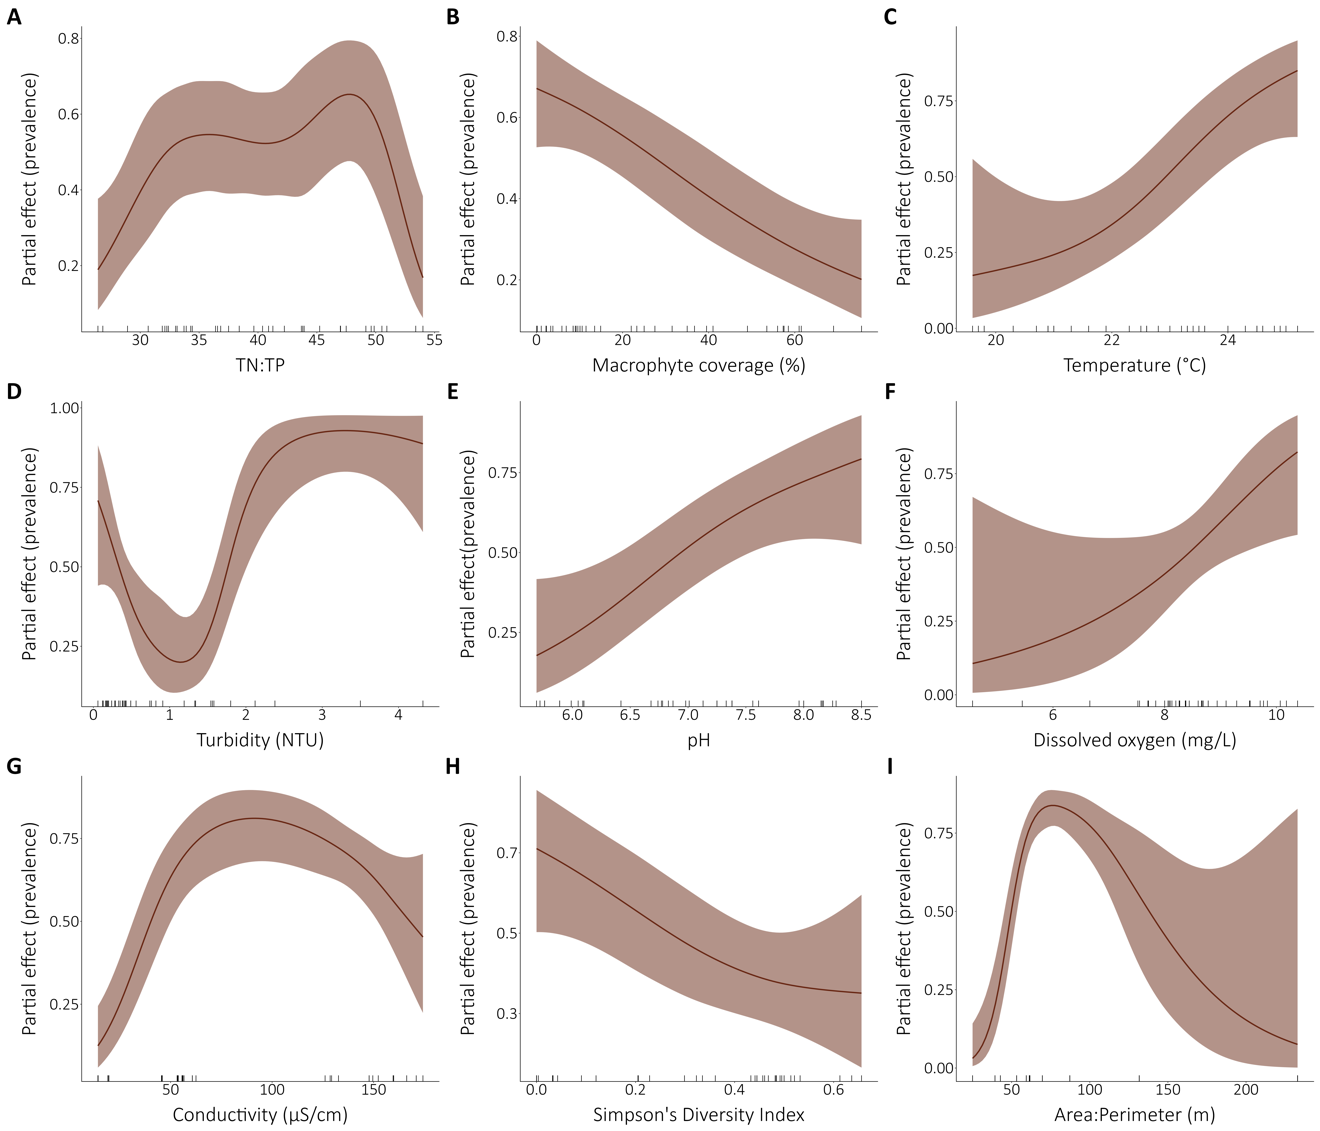 A
Partial effect (prevalence)
0.8
0.6
0.4
0.2
30 35 40 45 50 55
TN:TP
B
Partial effect (prevalence)
0.8
0.6
0.4
0.2
0 20 40 60
Macrophyte coverage (%)
C
Partial effect (prevalence)
0.75
0.50
0.25
0.00
20 22 24
Temperature (°C)
D
Partial effect (prevalence)
1.00
0.75
0.50
0.25
0 1 2 3 4
Turbidity (NTU)
E
Partial effect(prevalence)
0.75
0.50
0.25
6.0 6.5 7.0 7.5 8.0 8.5
pH
F
Partial effect (prevalence)
0.75
0.50
0.25
0.00
6 8 10
Dissolved oxygen (mg/L)
G
Partial effect (prevalence)
0.75
0.50
0.25
50 100 150
Conductivity (µS/cm)
H
Partial effect (prevalence)
0.7
0.5
0.3
0.0 0.2 0.4 0.6
Simpson's Diversity Index
I
Partial effect (prevalence)
0.75
0.50
0.25
0.00
50 100 150 200
Area:Perimeter (m)